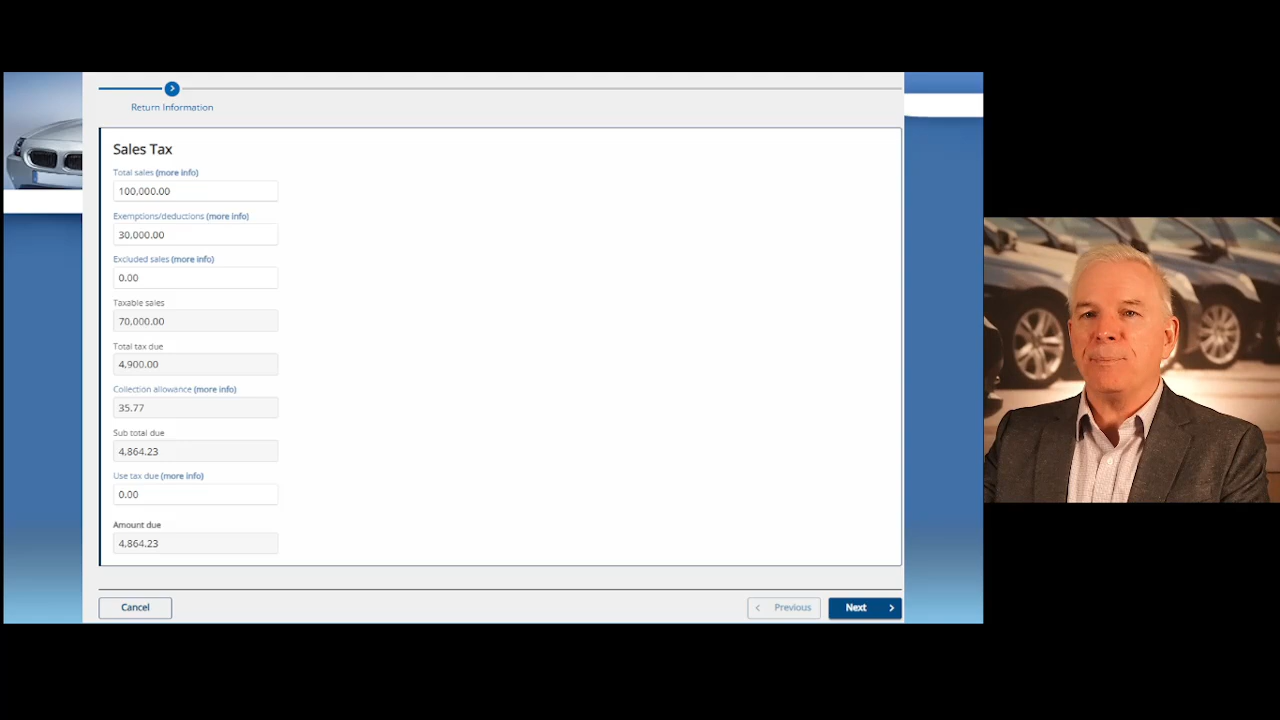 Return Information
Sales Tax
Total sales (more info)
100,000.00
Exemptions/deductions (more info)
30,000.00
Excluded sales (more info)
0.00
Taxable sales
70,000.00
Total tax due
4,900.00
Collection allowance (more info)
35.77
Sub total due
4,864.23
Use tax due (more info)
0.00
Amount due
4,864.23
Cancel
Previous
Next